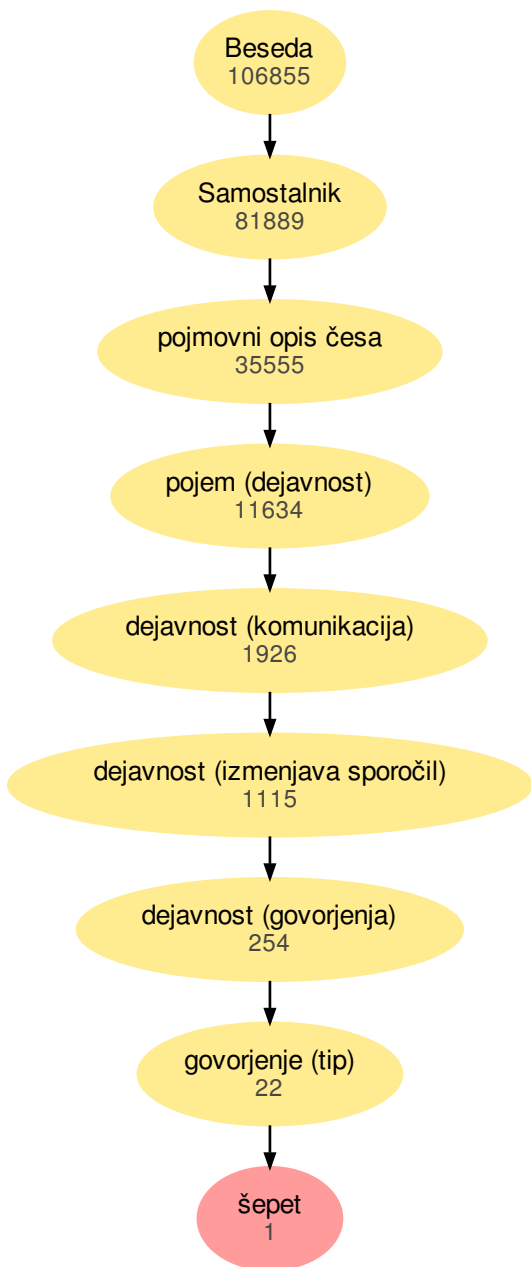 Beseda
106855
Samostalnik
81889
pojmovni opis česa
35555
pojem (dejavnost)
11634
dejavnost (komunikacija)
1926
dejavnost (izmenjava sporočil)
1115
dejavnost (govorjenja)
254
govorjenje (tip)
22
šepet
1